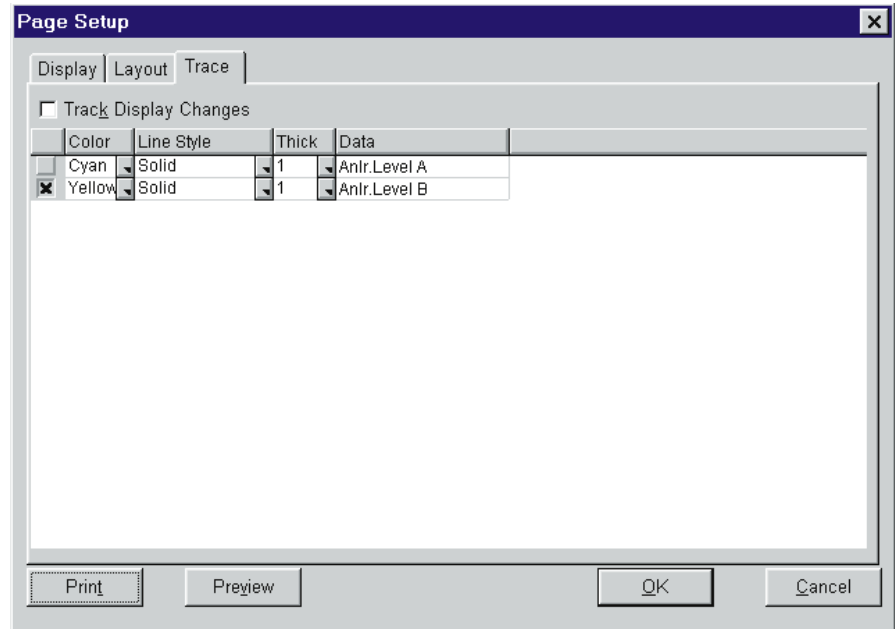 Page Setup
Display Layout Trace
Track Display Changes
Color Line Style Thick Data
Cyan Solid 1 Anlr.Level A
Yellow Solid 1 Anlr.Level B
Print Preview OK Cancel